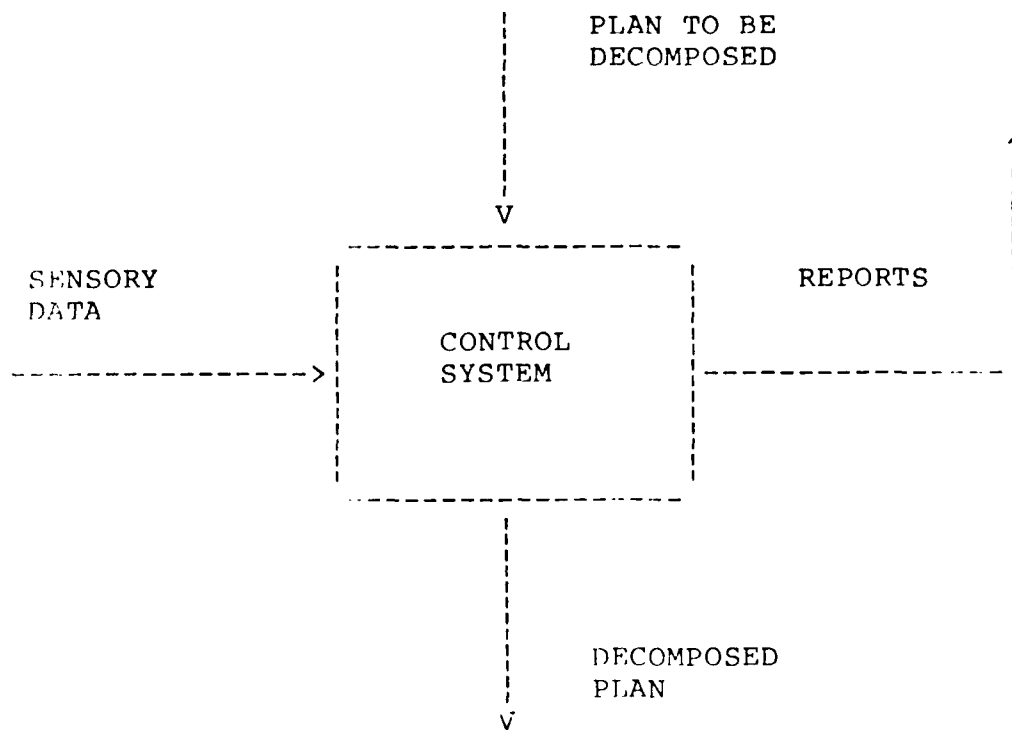 PLAN TO BE
DECOMPOSED
SENSORY
DATA
REPORTS
CONTROL
SYSTEM
DECOMPOSED
PLAN